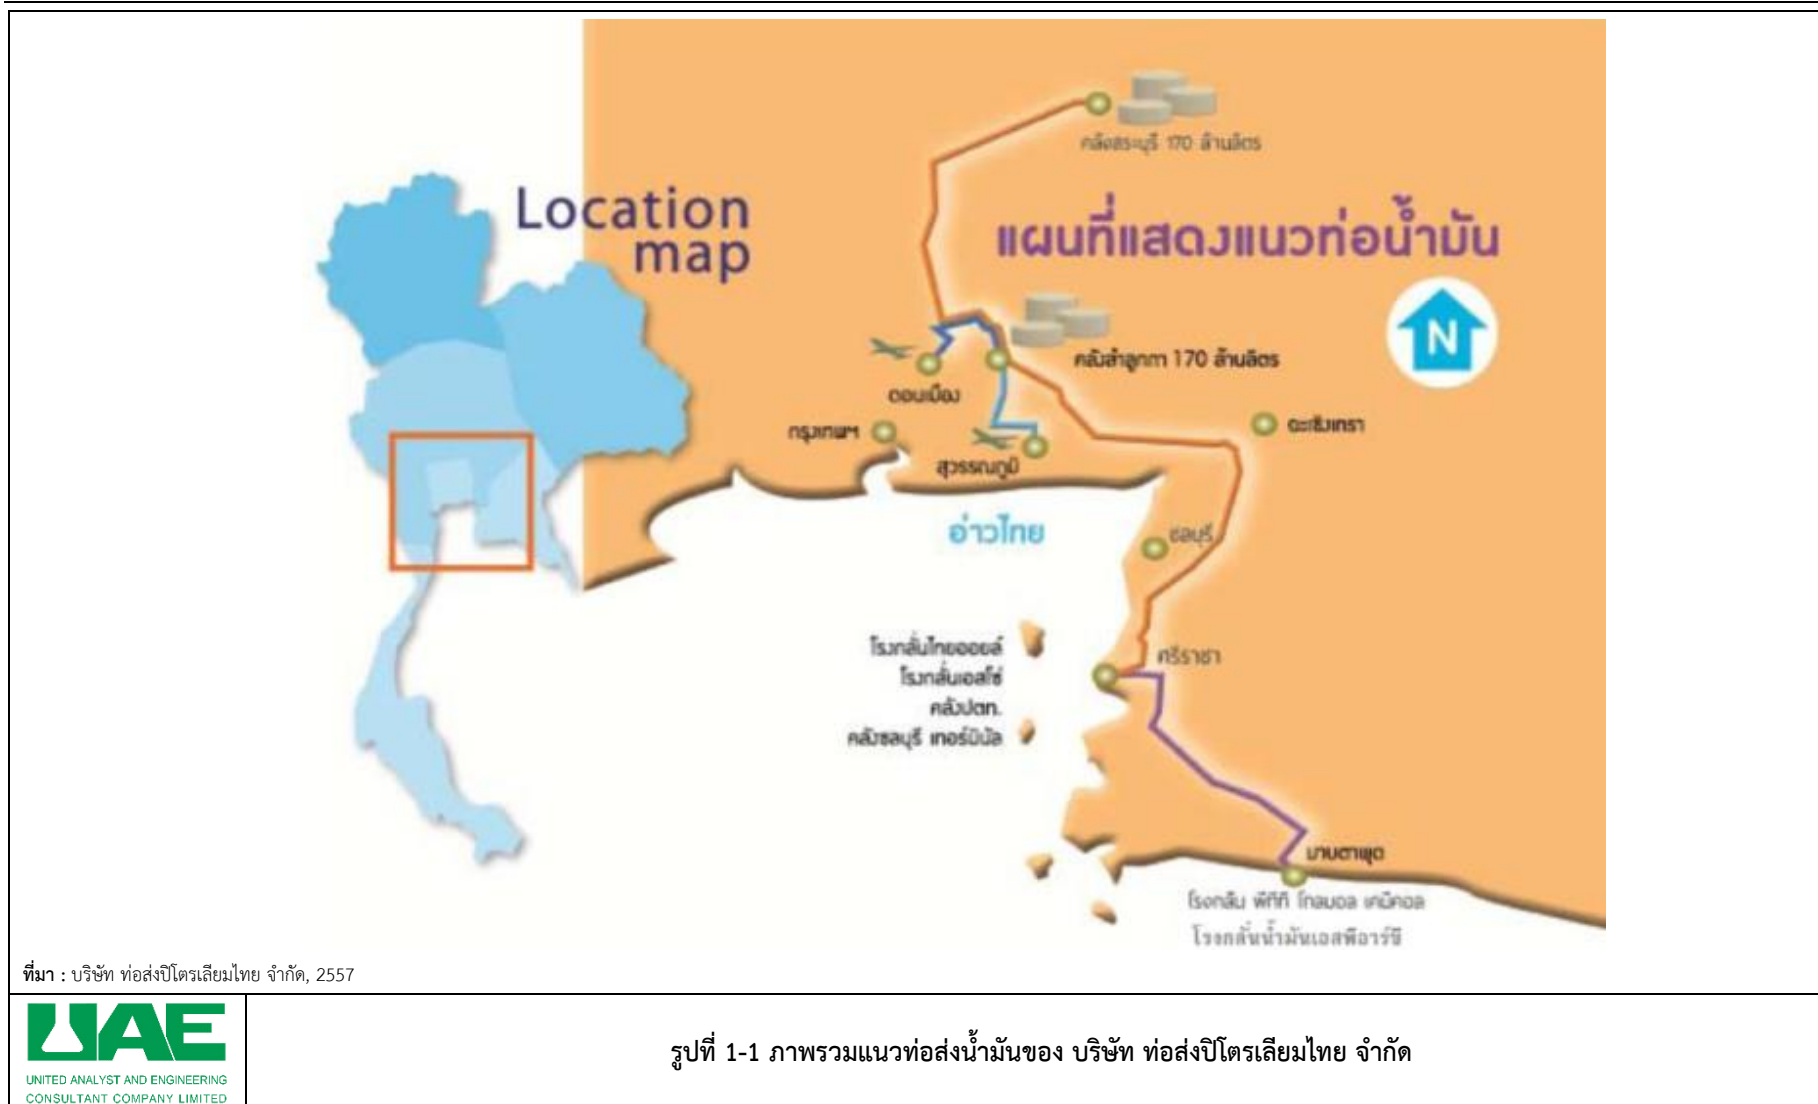 Location
map
คลังสระบุรี 170 ล้านลิตร
แผนที่แสดงแนวท่อน้ำมัน
N
คลังลำลูกกา 170 ล้านลิตร
ดอนเมือง
กรุงเทพฯ
ฉะเชิงเทรา
สุวรรณภูมิ
อ่าวไทย
ชลบุรี
โรงกลั่นไทยออยล์
ศรีราชา
โรงกลั่นเอสโซ่
คลังปตท.
คลังชลบุรี เทอร์มินัล
มาบตาพุด
โรงกลั่น พีทีที โกลบอล เคมิคอล
โรงกลั่นน้ำมันเอสพีอาร์ซี
ที่มา : บริษัท ท่อส่งปิโตรเลียมไทย จำกัด, 2557
UAE
UNITED ANALYST AND ENGINEERING
CONSULTANT COMPANY LIMITED
รูปที่ 1-1 ภาพรวมแนวท่อส่งน้ำมันของ บริษัท ท่อส่งปิโตรเลียมไทย จำกัด